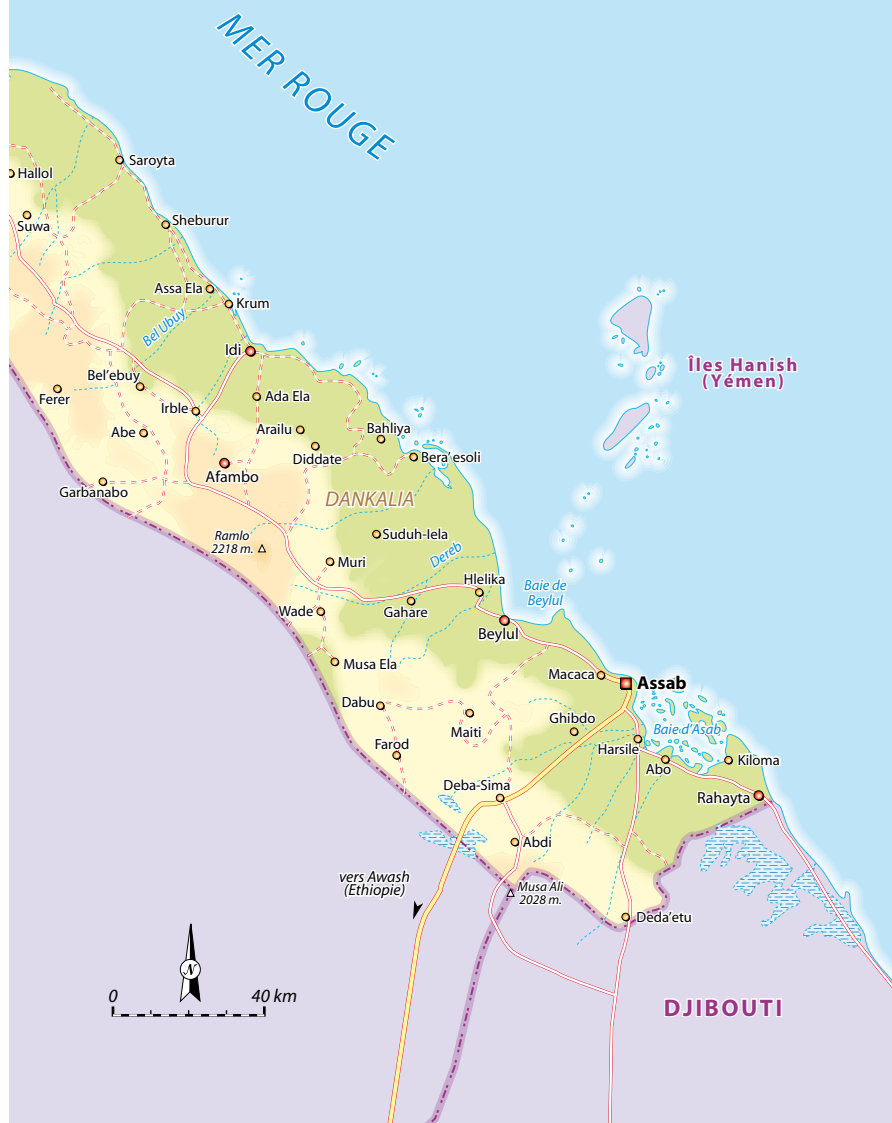 MER ROUGE
Saroyta
Hallol
Suwa
Sheburur
Assa Ela
Krum
Bel Ubuy
Idi
Îles Hanish
(Yémen)
Bel'ebuy
Ferer
Irble
Ada Ela
Abe
Arailu
Bahliya
Diddate
Bera'esoli
Afambo
Garbanabo
DANKALIA
Ramlo
2218 m.
Suduh-Iela
Dereb
Muri
Hlelika
Baie de
Beylul
Wade
Gahare
Beylul
Musa Ela
Macaca
Assab
Dabu
Maiti
Ghibdo
Baie d'Asab
Farod
Harsile
Abo
Kiloma
Deba-Sima
Rahayta
Abdi
vers Awash
(Ethiopie)
Musa Ali
2028 m.
Deda'etu
N
0
40 km
DJIBOUTI